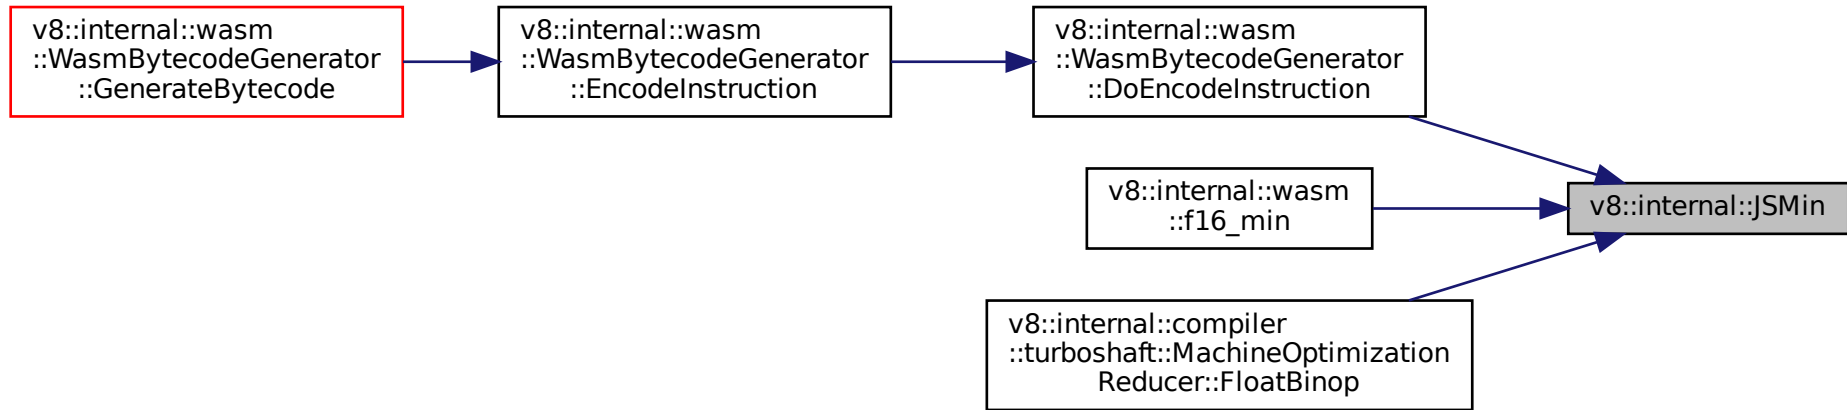 v8::internal::wasm
::WasmBytecodeGenerator
::GenerateBytecode
v8::internal::wasm
::WasmBytecodeGenerator
::EncodeInstruction
v8::internal::wasm
::WasmBytecodeGenerator
::DoEncodeInstruction
v8::internal::wasm
::f16_min
v8::internal::JSMin
v8::internal::compiler
::turboshaft::MachineOptimization
Reducer::FloatBinop